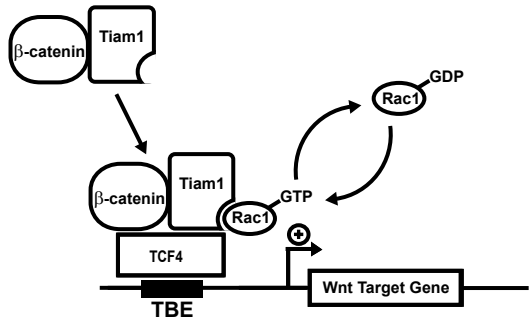 Tiam1
β-catenin
GDP
Rac1
Tiam1
GTP
β-catenin
Rac1
+
TCF4
Wnt Target Gene
TBE